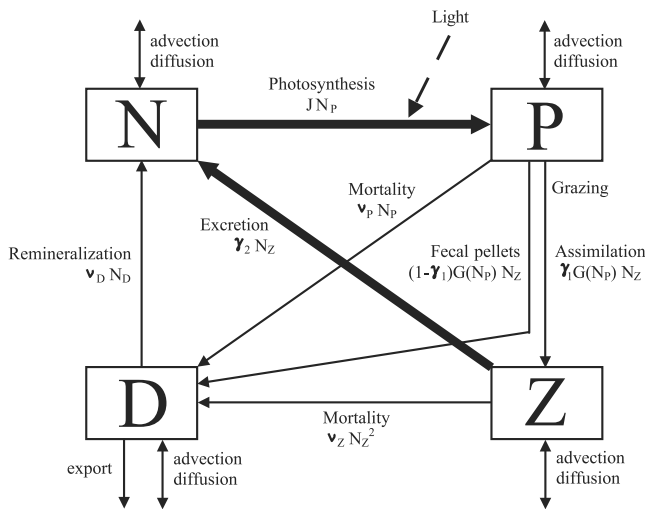 Light
advection
diffusion
advection
diffusion
Photosynthesis
J N_P
N
P
Mortality
ν_P N_P
Grazing
Excretion
γ_2 N_Z
Remineralization
ν_D N_D
Fecal pellets
(1-γ_1)G(N_P) N_Z
Assimilation
γ_1G(N_P) N_Z
D
Z
Mortality
ν_Z N_Z^2
export
advection
diffusion
advection
diffusion